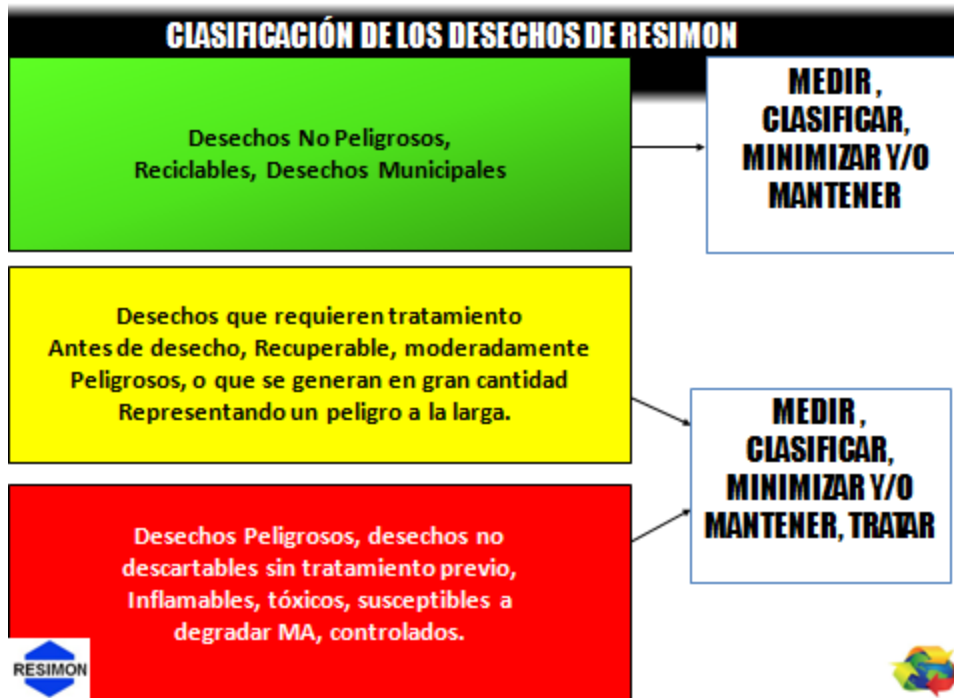 CLASIFICACIÓN DE LOS DESECHOS DE RESIMON
Desechos No Peligrosos,
Reciclables, Desechos Municipales
MEDIR ,
CLASIFICAR,
MINIMIZAR Y/O
MANTENER
Desechos que requieren tratamiento
Antes de desecho, Recuperable, moderadamente
Peligrosos, o que se generan en gran cantidad
Representando un peligro a la larga.
MEDIR ,
CLASIFICAR,
MINIMIZAR Y/O
MANTENER, TRATAR
Desechos Peligrosos, desechos no
descartables sin tratamiento previo,
Inflamables, tóxicos, susceptibles a
degradar MA, controlados.
RESIMON